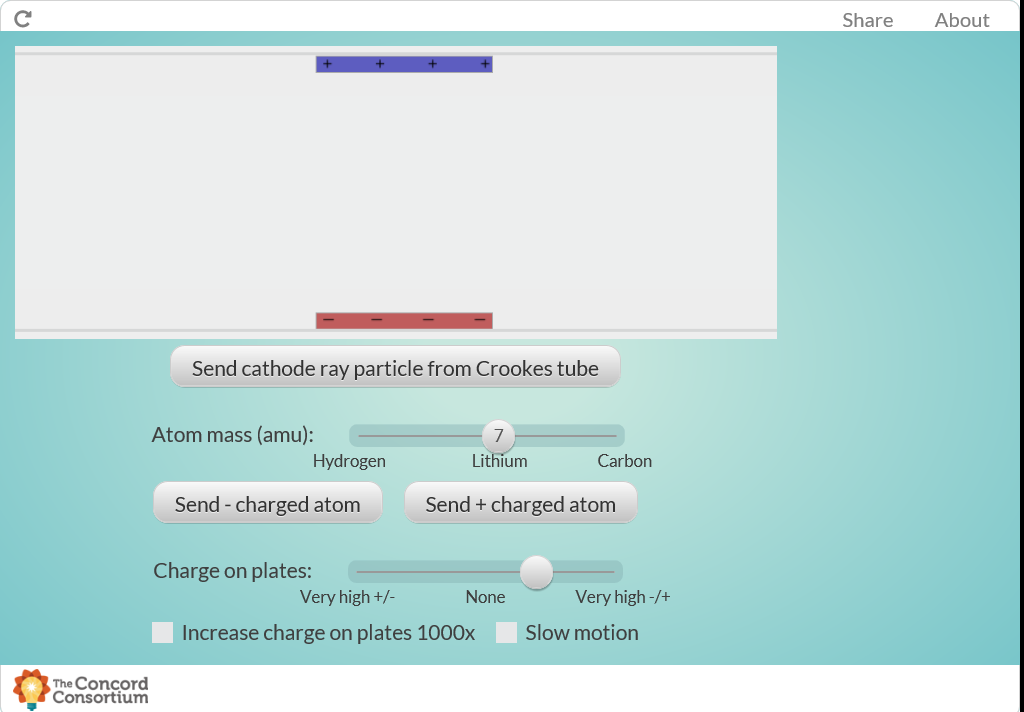 Share About
+ + + +
− − − −
Send cathode ray particle from Crookes tube
Atom mass (amu): 7
Hydrogen Lithium Carbon
Send - charged atom Send + charged atom
Charge on plates:
Very high +/- None Very high -/+
Increase charge on plates 1000x Slow motion
The Concord
Consortium